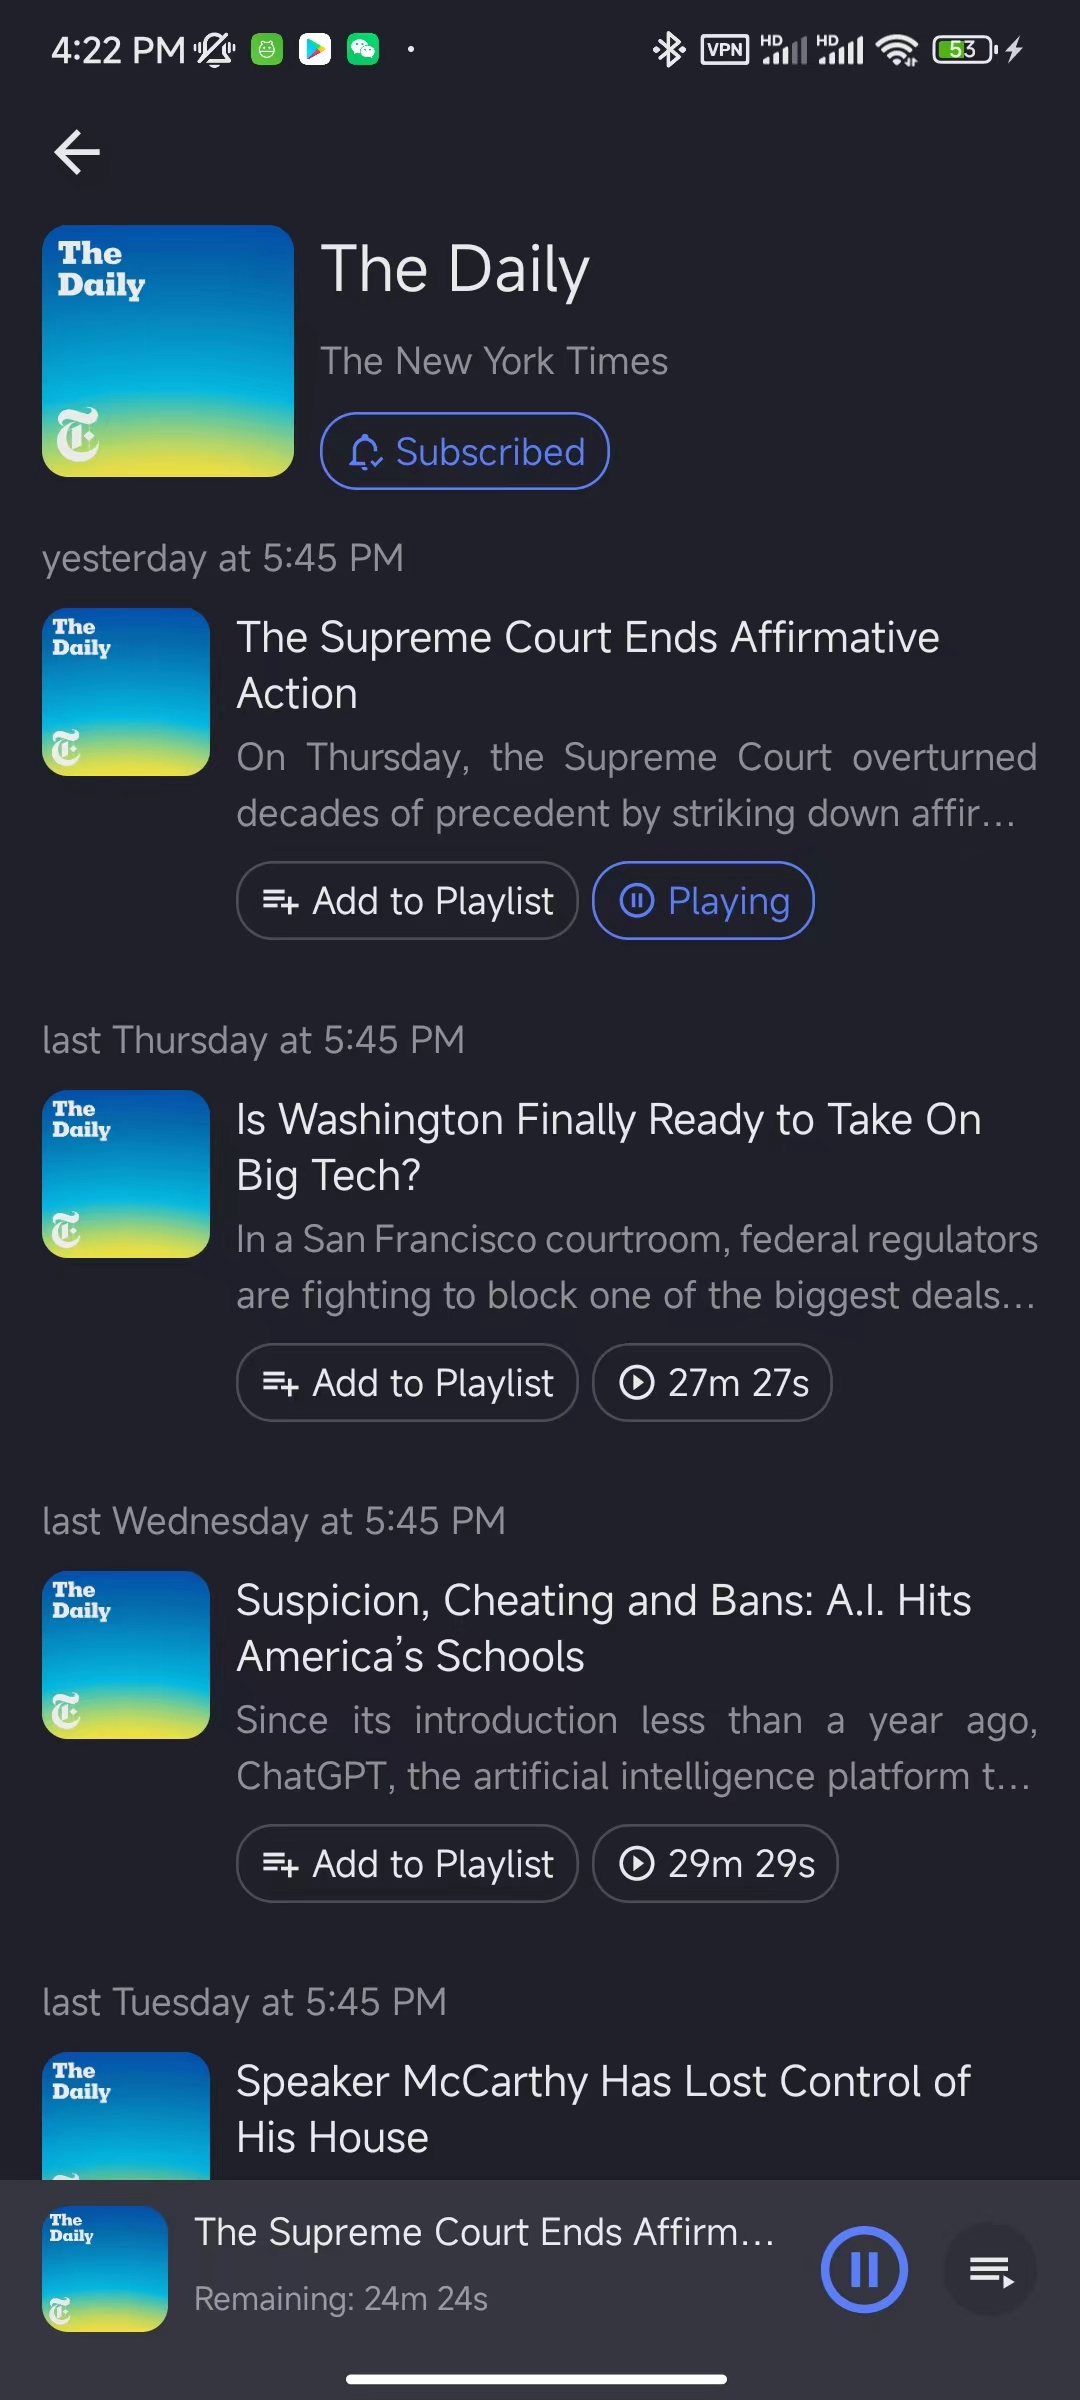 4:22 PM
VPN
HD
HD
53
The
Daily
The Daily
The New York Times
Subscribed
yesterday at 5:45 PM
The
Daily
The Supreme Court Ends Affirmative
Action
On Thursday, the Supreme Court overturned
decades of precedent by striking down affir...
Add to Playlist
Playing
last Thursday at 5:45 PM
The
Daily
Is Washington Finally Ready to Take On
Big Tech?
In a San Francisco courtroom, federal regulators
are fighting to block one of the biggest deals...
Add to Playlist
27m 27s
last Wednesday at 5:45 PM
The
Daily
Suspicion, Cheating and Bans: A.I. Hits
America’s Schools
Since its introduction less than a year ago,
ChatGPT, the artificial intelligence platform t...
Add to Playlist
29m 29s
last Tuesday at 5:45 PM
The
Daily
Speaker McCarthy Has Lost Control of
His House
The
Daily
The Supreme Court Ends Affirm...
Remaining: 24m 24s